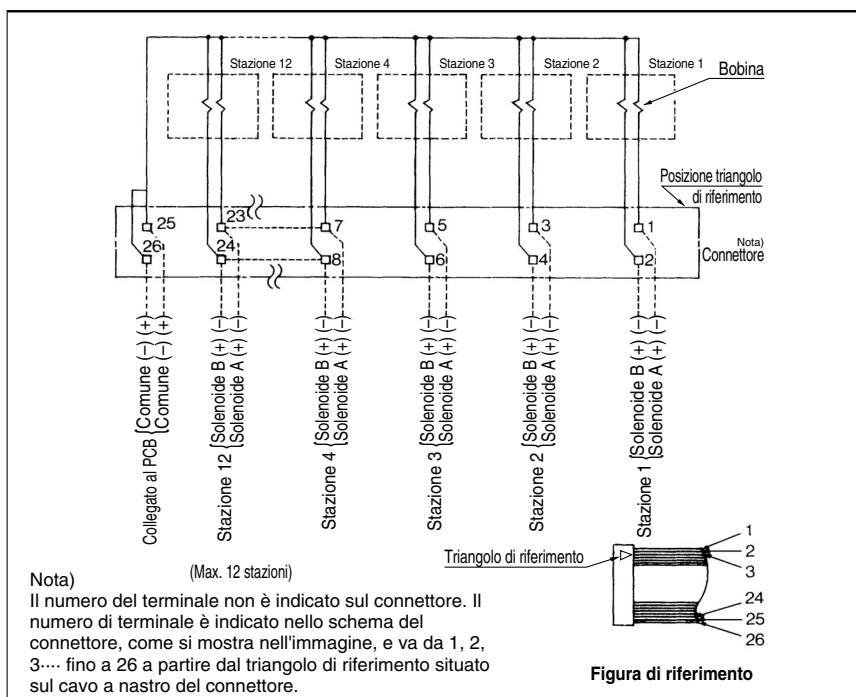 Stazione 12
Stazione 4
Stazione 3
Stazione 2
Stazione 1
Bobina
Posizione triangolo
di riferimento
25
23
7
5
3
1
26
24
8
6
4
2
Nota)
Connettore
Collegato al PCB { Comune (–) (+)
Comune (–) (+)
Stazione 12 { Solenoide B (+) (–)
Solenoide A (+) (–)
Stazione 4 { Solenoide B (+) (–)
Solenoide A (+) (–)
Stazione 3 { Solenoide B (+) (–)
Solenoide A (+) (–)
Stazione 2 { Solenoide B (+) (–)
Solenoide A (+) (–)
Stazione 1 { Solenoide B (+) (–)
Solenoide A (+) (–)
(Max. 12 stazioni)
Triangolo di riferimento
1
2
3
24
25
26
Figura di riferimento
Nota)
Il numero del terminale non è indicato sul connettore. Il
numero di terminale è indicato nello schema del
connettore, come si mostra nell'immagine, e va da 1, 2,
3···· fino a 26 a partire dal triangolo di riferimento situato
sul cavo a nastro del connettore.